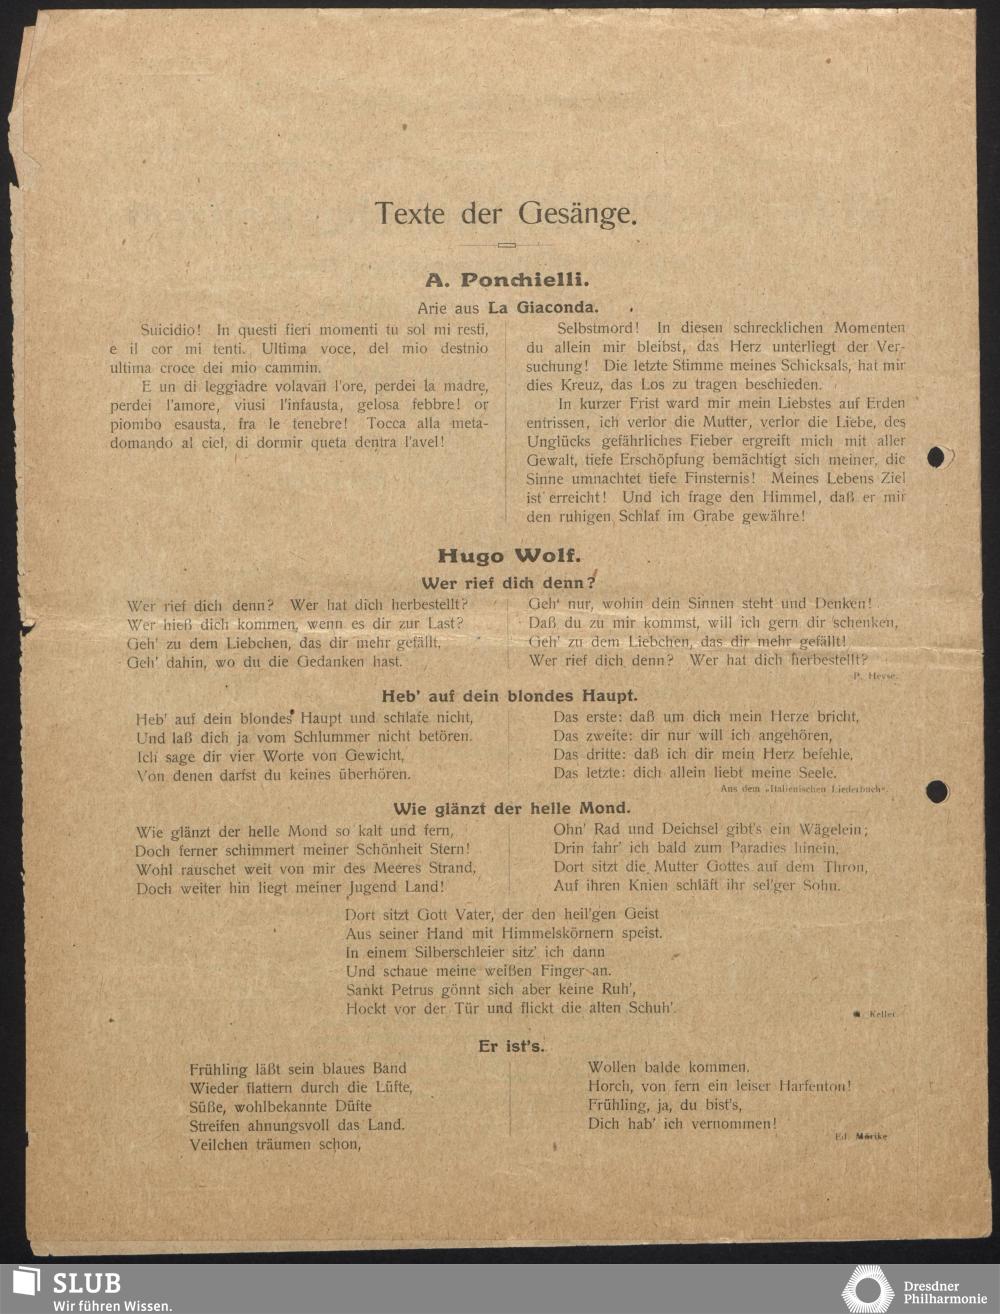 Texte der Gesänge.
A. Ponchielli.
Arie aus La Giaconda.
Suicidio! In questi fieri momenti tu sol mi resti,
e il cor mi tenti. Ultima voce, del mio destnio
ultima croce dei mio cammin.
E un di leggiadre volavan l'ore, perdei la madre,
perdei l'amore, viusi l'infausta, gelosa febbre! or
piombo esausta, fra le tenebre! Tocca alla meta-
domando al ciel, di dormir queta dentra l'avel!
Selbstmord! In diesen schrecklichen Momenten
du allein mir bleibst, das Herz unterliegt der Ver-
suchung! Die letzte Stimme meines Schicksals, hat mir
dies Kreuz, das Los zu tragen beschieden.
In kurzer Frist ward mir mein Liebstes auf Erden
entrissen, ich verlor die Mutter, verlor die Liebe, des
Unglücks gefährliches Fieber ergreift mich mit aller
Gewalt, tiefe Erschöpfung bemächtigt sich meiner, die
Sinne umnachtet tiefe Finsternis! Meines Lebens Ziel
ist erreicht! Und ich frage den Himmel, daß er mir
den ruhigen Schlaf im Grabe gewähre!
Hugo Wolf.
Wer rief dich denn?
Wer rief dich denn? Wer hat dich herbestellt?
Wer hieß dich kommen, wenn es dir zur Last?
Geh' zu dem Liebchen, das dir mehr gefällt,
Geh' dahin, wo du die Gedanken hast.
Geh' nur, wohin dein Sinnen steht und Denken!
Daß du zu mir kommst, will ich gern dir schenken,
Geh' zu dem Liebchen, das dir mehr gefällt!
Wer rief dich denn? Wer hat dich herbestellt?
P. Heyse.
Heb' auf dein blondes Haupt.
Heb' auf dein blondes Haupt und schlafe nicht,
Und laß dich ja vom Schlummer nicht betören.
Ich sage dir vier Worte von Gewicht,
Von denen darfst du keines überhören.
Das erste: daß um dich mein Herze bricht,
Das zweite: dir nur will ich angehören,
Das dritte: daß ich dir mein Herz befehle,
Das letzte: dich allein liebt meine Seele.
Aus dem „Italienischen Liederbuch".
Wie glänzt der helle Mond.
Wie glänzt der helle Mond so kalt und fern,
Doch ferner schimmert meiner Schönheit Stern!
Wohl rauschet weit von mir des Meeres Strand,
Doch weiter hin liegt meiner Jugend Land!
Ohn' Rad und Deichsel gibt's ein Wägelein;
Drin fahr' ich bald zum Paradies hinein,
Dort sitzt die Mutter Gottes auf dem Thron,
Auf ihren Knien schläft ihr sel'ger Sohn.
Dort sitzt Gott Vater, der den heil'gen Geist
Aus seiner Hand mit Himmelskörnern speist.
In einem Silberschleier sitz' ich dann
Und schaue meine weißen Finger an.
Sankt Petrus gönnt sich aber keine Ruh',
Hockt vor der Tür und flickt die alten Schuh'.
Keller
Er ist's.
Frühling läßt sein blaues Band
Wieder flattern durch die Lüfte,
Süße, wohlbekannte Düfte
Streifen ahnungsvoll das Land.
Veilchen träumen schon,
Wollen balde kommen.
Horch, von fern ein leiser Harfenton!
Frühling, ja, du bist's,
Dich hab' ich vernommen!
Ed. Mörike
SLUB
Wir führen Wissen.
Dresdner
Philharmonie